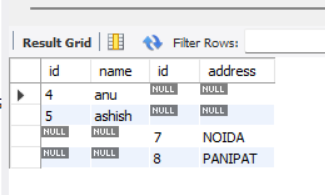 Result Grid Filter Rows:
id name id address
4 anu NULL NULL
5 ashish NULL NULL
NULL NULL 7 NOIDA
NULL NULL 8 PANIPAT